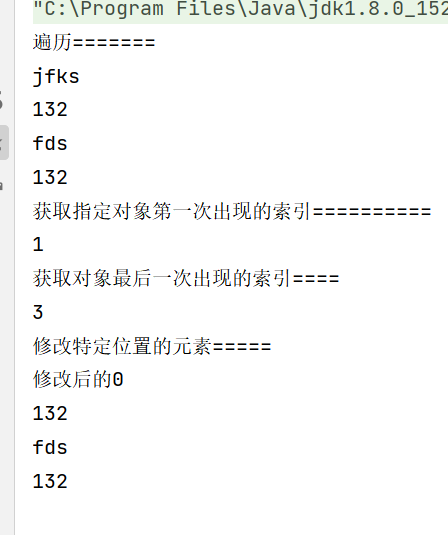 "C:\Program Files\Java\jdk1.8.0_152
遍历=======
jfks
132
fds
132
获取指定对象第一次出现的索引==========
1
获取对象最后一次出现的索引====
3
修改特定位置的元素=====
修改后的0
132
fds
132